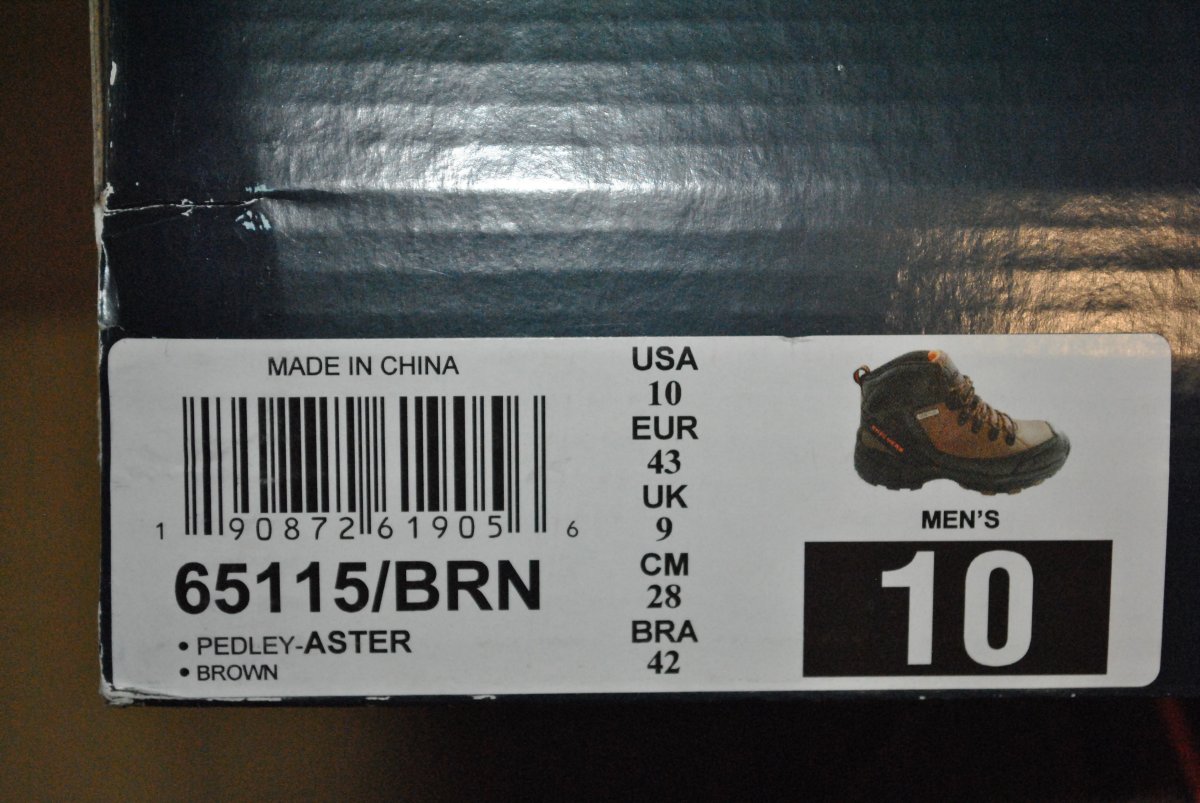 MADE IN CHINA
1 90872 61905 6
65115/BRN
• PEDLEY-ASTER
• BROWN
USA
10
EUR
43
UK
9
CM
28
BRA
42
MEN'S
10